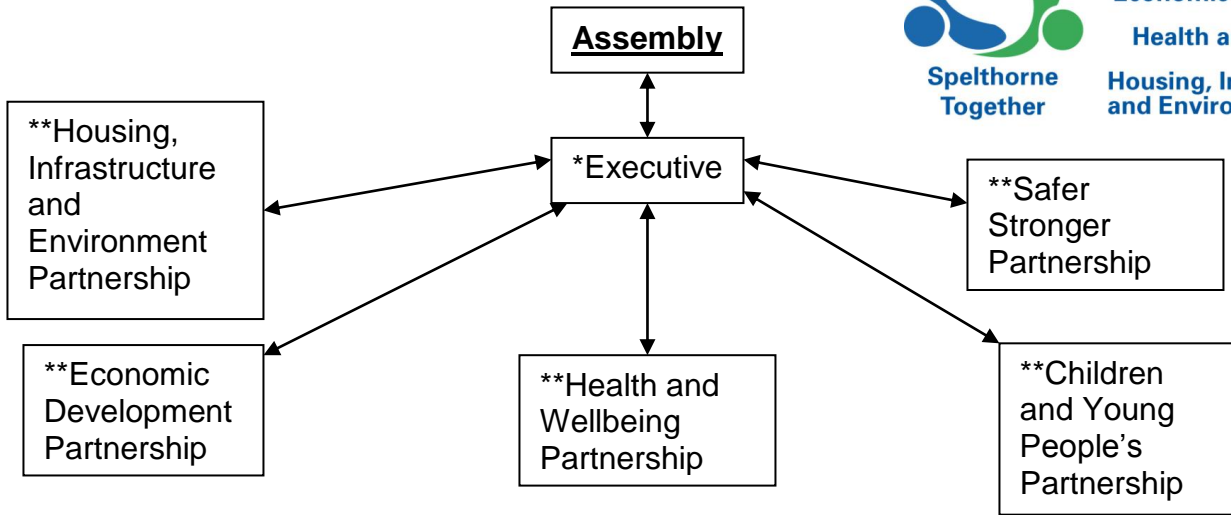 Assembly
Health a
Spelthorne
Together
Housing, I
and Enviro
*Executive
**Housing,
Infrastructure
and
Environment
Partnership
**Safer
Stronger
Partnership
**Economic
Development
Partnership
**Health and
Wellbeing
Partnership
**Children
and Young
People's
Partnership